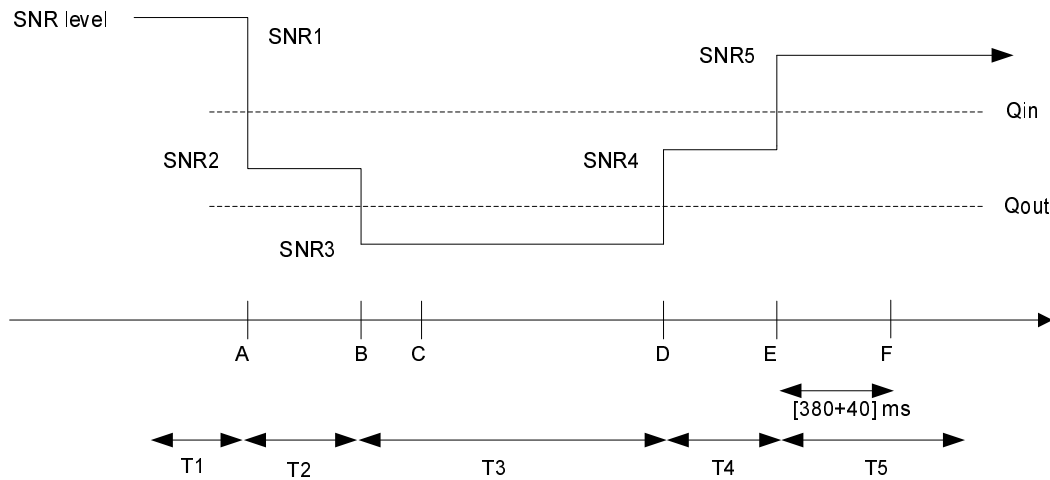 SNR level
SNR1
SNR5
Qin
SNR2
SNR4
Qout
SNR3
A
B
C
D
E
F
[380+40] ms
T1
T2
T3
T4
T5